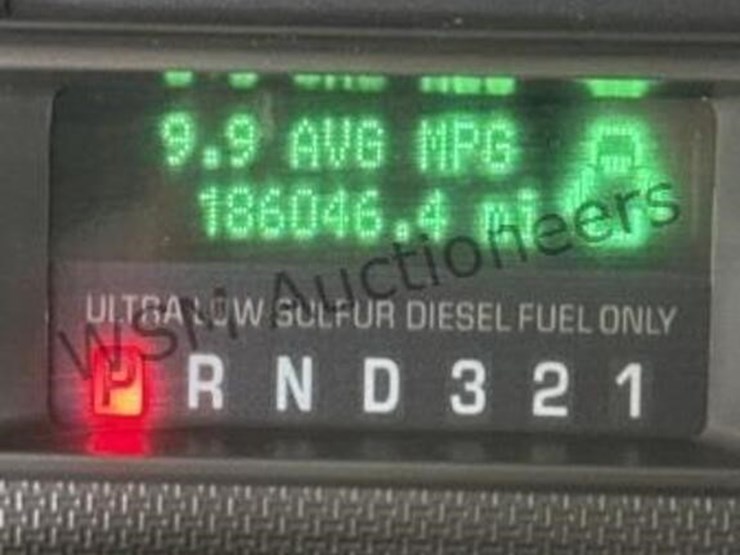 9.9 AVG MPG
186046.4 mi
ULTRA LOW SULFUR DIESEL FUEL ONLY
P R N D 3 2 1
WSM Auctioneers